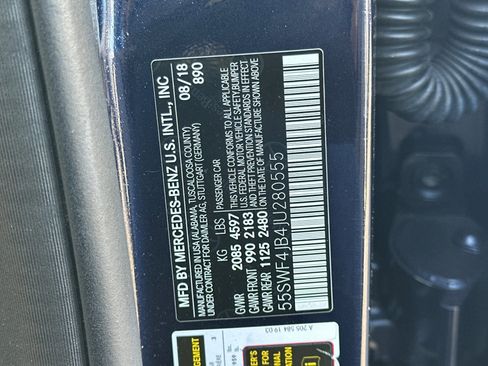 MFD BY MERCEDES-BENZ U.S. INTL., INC 08/18
MADE IN USA (ALABAMA, TUSCALOOSA COUNTY) 890
UNDER CONTRACT FOR DAIMLER AG, STUTTGART (GERMANY)
PASSENGER CAR
THIS VEHICLE CONFORMS TO ALL APPLICABLE
U.S. FEDERAL MOTOR VEHICLE SAFETY, BUMPER
AND THEFT PREVENTION STANDARDS IN EFFECT
ON THE DATE OF MANUFACTURE SHOWN ABOVE
KG LBS
GWR 2085 4597
GAWR FRONT 990 2183
GAWR REAR 1125 2480
55SWF4JB4JU280555
A 205 584 19 03